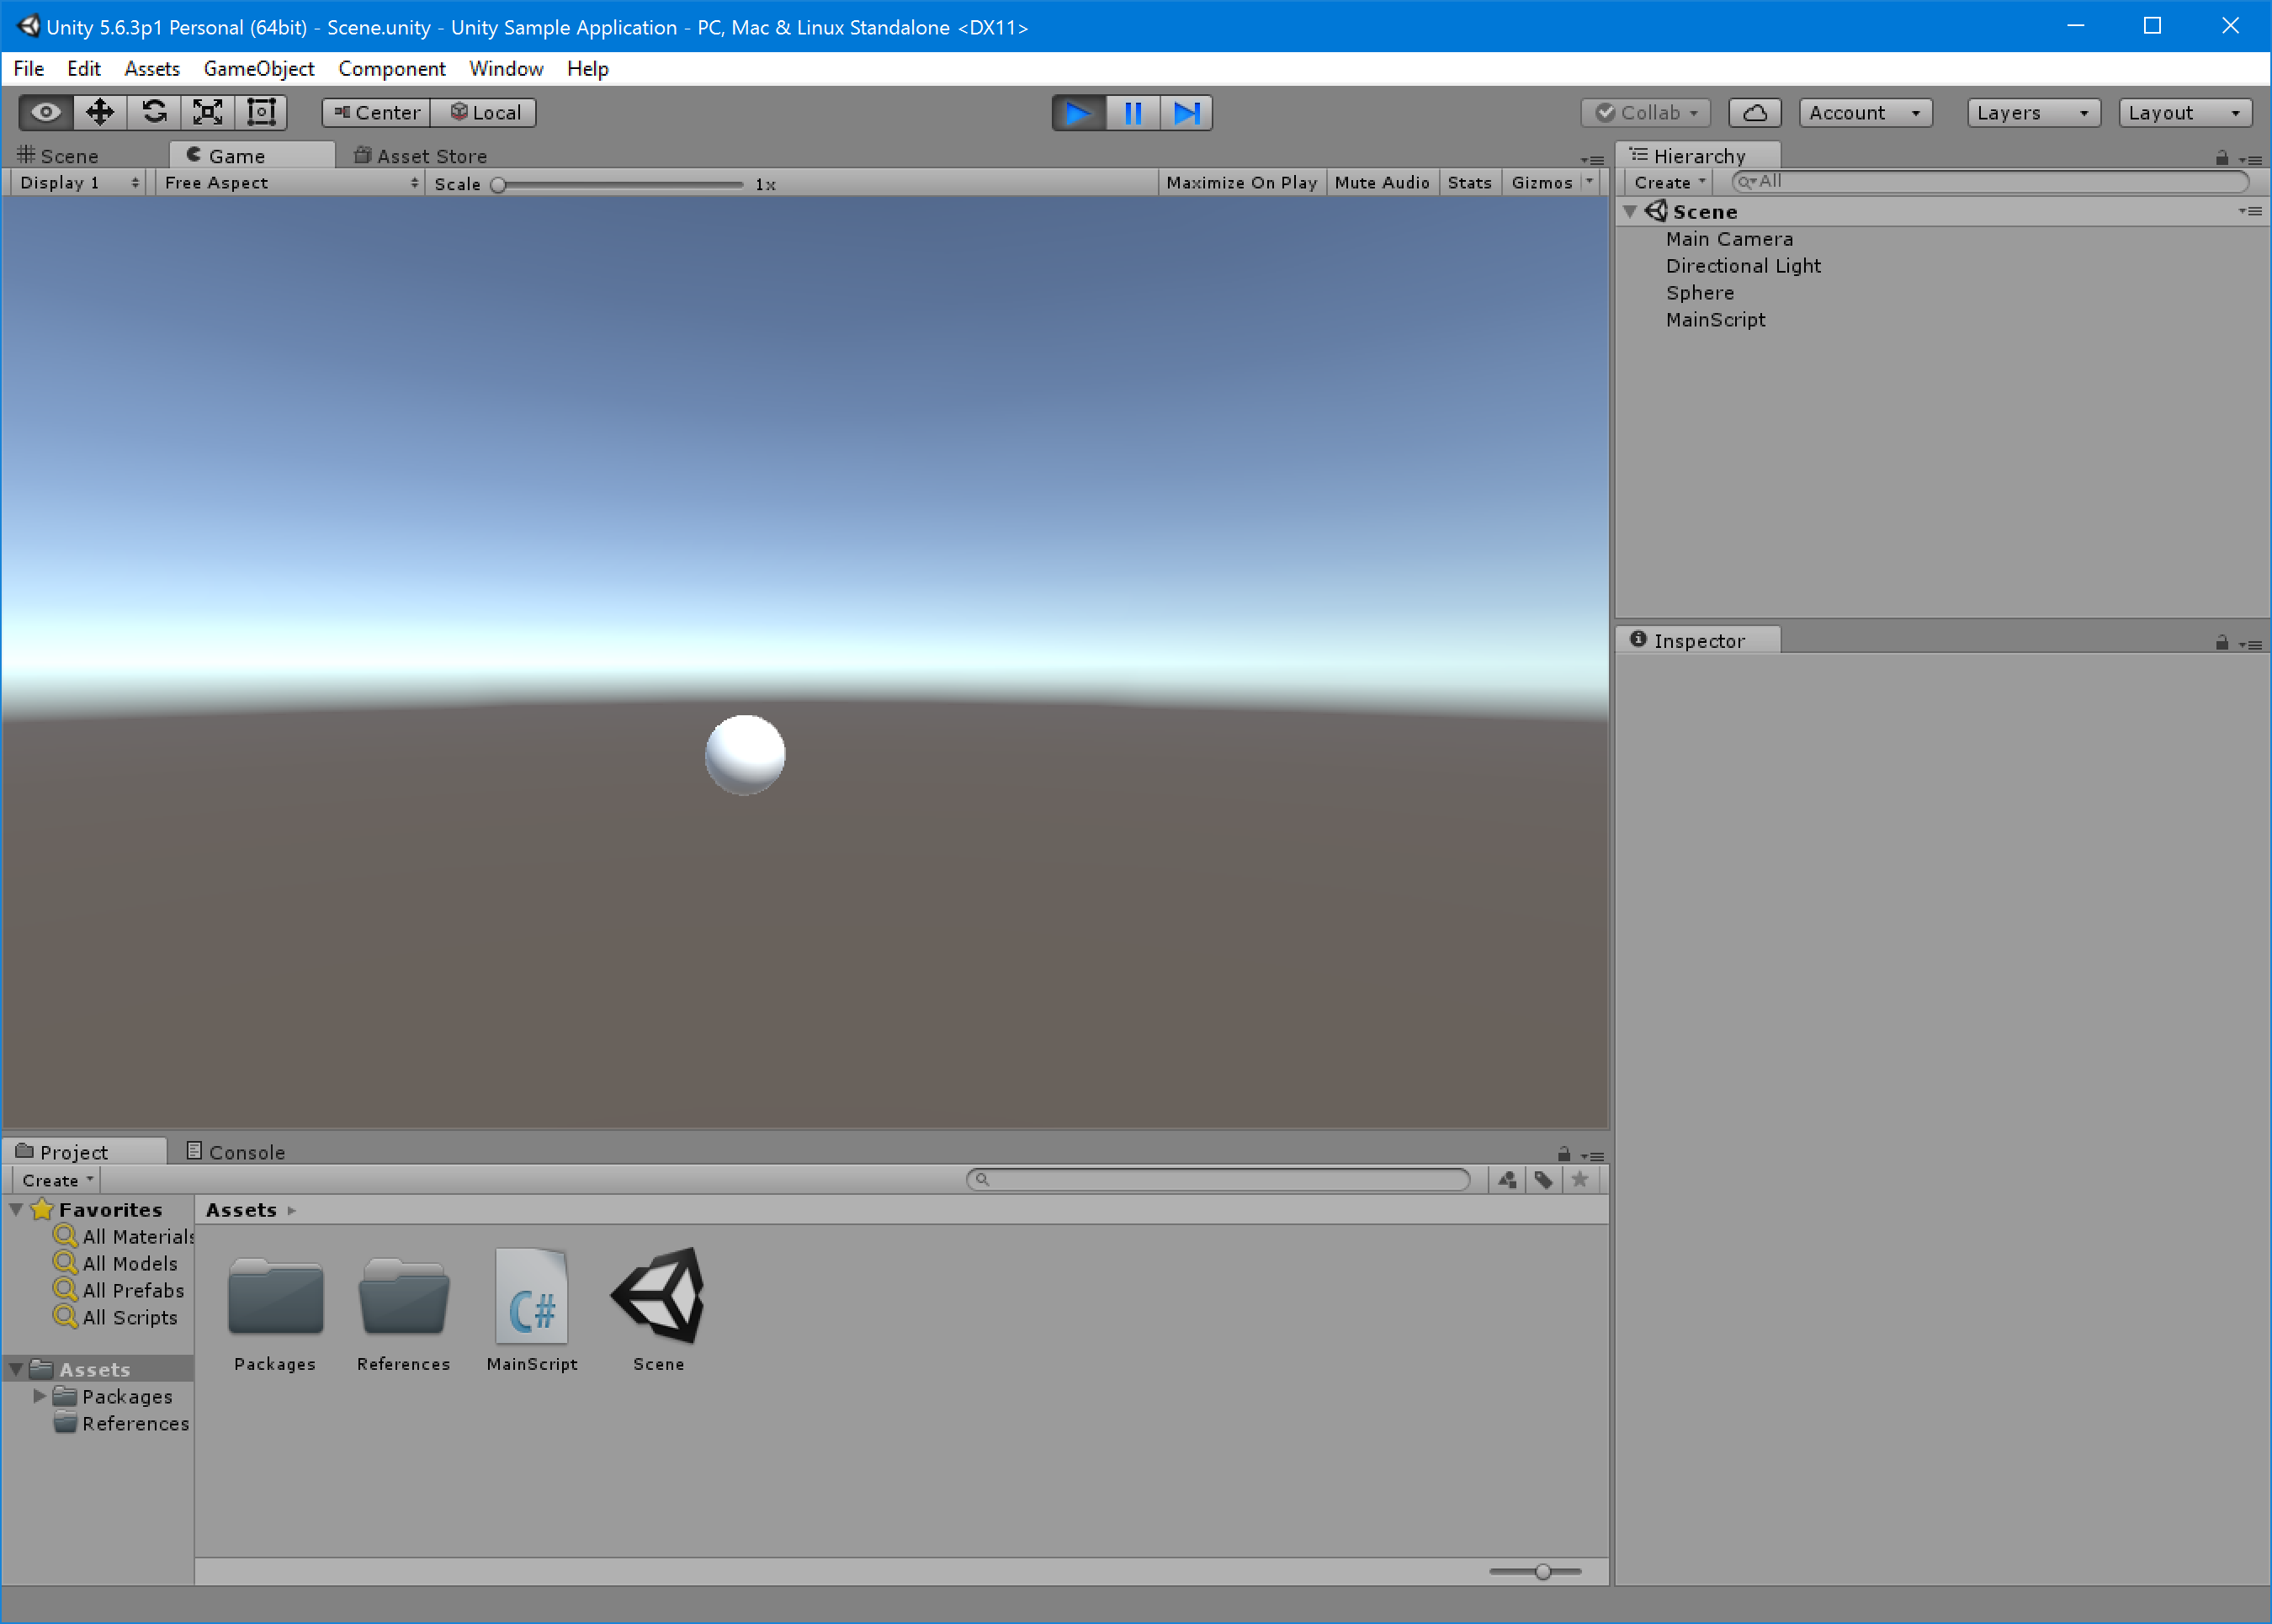 Unity 5.6.3p1 Personal (64bit) - Scene.unity - Unity Sample Application - PC, Mac & Linux Standalone <DX11>
File Edit Assets GameObject Component Window Help
Center Local Collab Account Layers Layout
Scene Game Asset Store
Display 1 Free Aspect Scale 1x Maximize On Play Mute Audio Stats Gizmos
Hierarchy
Create All
Scene
Main Camera
Directional Light
Sphere
MainScript
Inspector
Project Console
Create
Favorites
All Materials
All Models
All Prefabs
All Scripts
Assets
Packages
References
Assets
C#
Packages References MainScript Scene